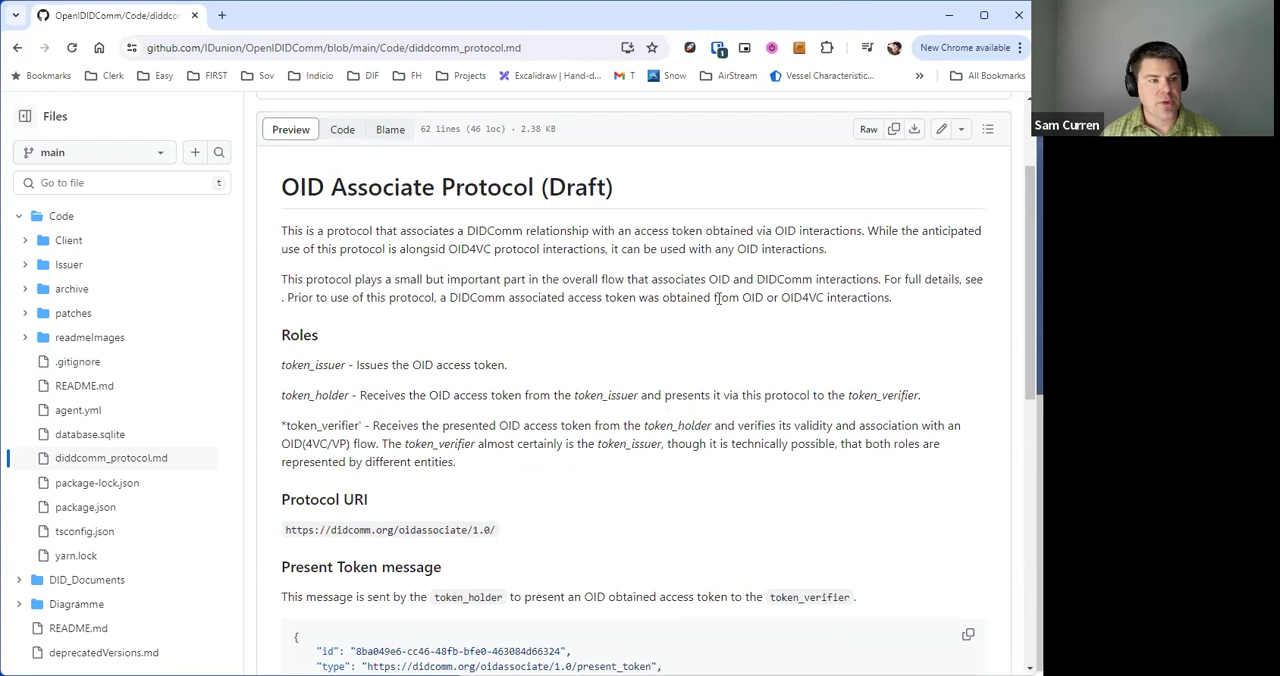 OpenIDIDComm/Code/diddcom
github.com/IDunion/OpenIDIDComm/blob/main/Code/diddcomm_protocol.md
1
New Chrome available
Bookmarks
Clerk
Easy
FIRST
Sov
Indicio
DIF
FH
Projects
Excalidraw | Hand-d...
T
Snow
AirStream
Vessel Characteristic...
All Bookmarks
Sam Curren
Files
main
Go to file
t
Code
Client
Issuer
archive
patches
readmeImages
.gitignore
README.md
agent.yml
database.sqlite
diddcomm_protocol.md
package-lock.json
package.json
tsconfig.json
yarn.lock
DID_Documents
Diagramme
README.md
deprecatedVersions.md
Preview
Code
Blame
62 lines (46 loc) · 2.38 KB
Raw
OID Associate Protocol (Draft)
This is a protocol that associates a DIDComm relationship with an access token obtained via OID interactions. While the anticipated
use of this protocol is alongsid OID4VC protocol interactions, it can be used with any OID interactions.
This protocol plays a small but important part in the overall flow that associates OID and DIDComm interactions. For full details, see
. Prior to use of this protocol, a DIDComm associated access token was obtained from OID or OID4VC interactions.
Roles
token_issuer - Issues the OID access token.
token_holder - Receives the OID access token from the token_issuer and presents it via this protocol to the token_verifier.
*token_verifier' - Receives the presented OID access token from the token_holder and verifies its validity and association with an
OID(4VC/VP) flow. The token_verifier almost certainly is the token_issuer, though it is technically possible, that both roles are
represented by different entities.
Protocol URI
https://didcomm.org/oidassociate/1.0/
Present Token message
This message is sent by the token_holder to present an OID obtained access token to the token_verifier.
{
"id": "8ba049e6-cc46-48fb-bfe0-463084d66324",
"type": "https://didcomm.org/oidassociate/1.0/present_token",